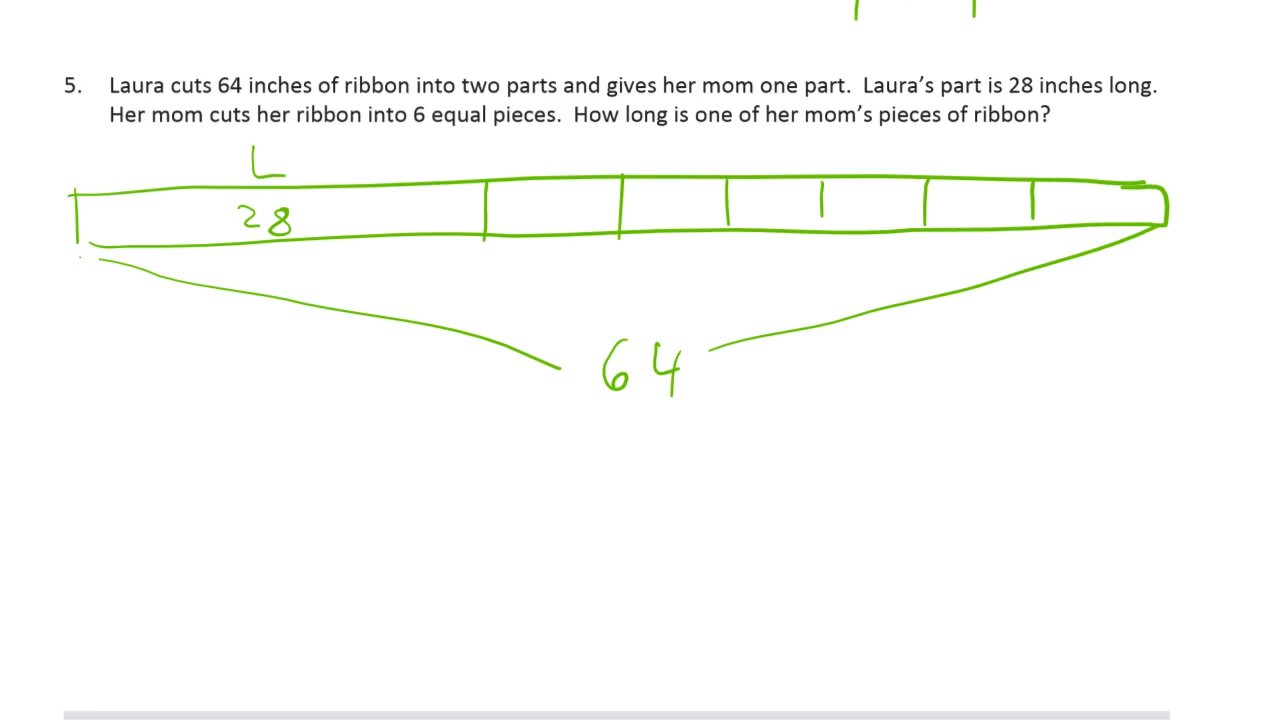 5. Laura cuts 64 inches of ribbon into two parts and gives her mom one part. Laura’s part is 28 inches long.
Her mom cuts her ribbon into 6 equal pieces. How long is one of her mom’s pieces of ribbon?
L
28
64